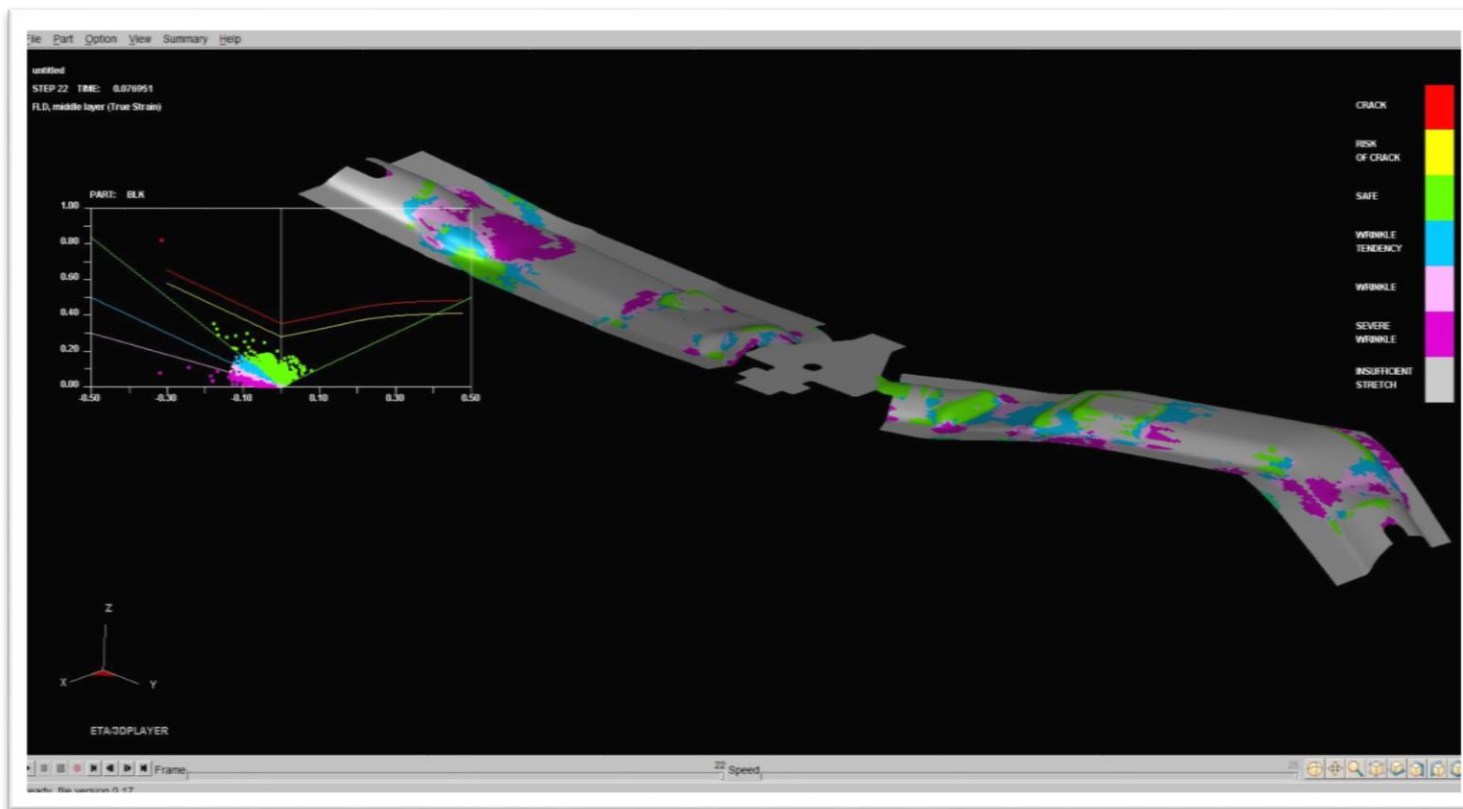 File Part Option View Summary Help
untitled
STEP 22 TIME: 0.076951
FLD, middle layer (True Strain)
CRACK
RISK
OF CRACK
SAFE
WRINKLE
TENDENCY
WRINKLE
SEVERE
WRINKLE
INSUFFICIENT
STRETCH
PART: BLK
1.00
0.80
0.60
0.40
0.20
0.00
-0.50 -0.30 -0.10 0.10 0.30 0.50
Z
X Y
ETA/3DPLAYER
Frame 22 Speed 25
ready, file version 0.17